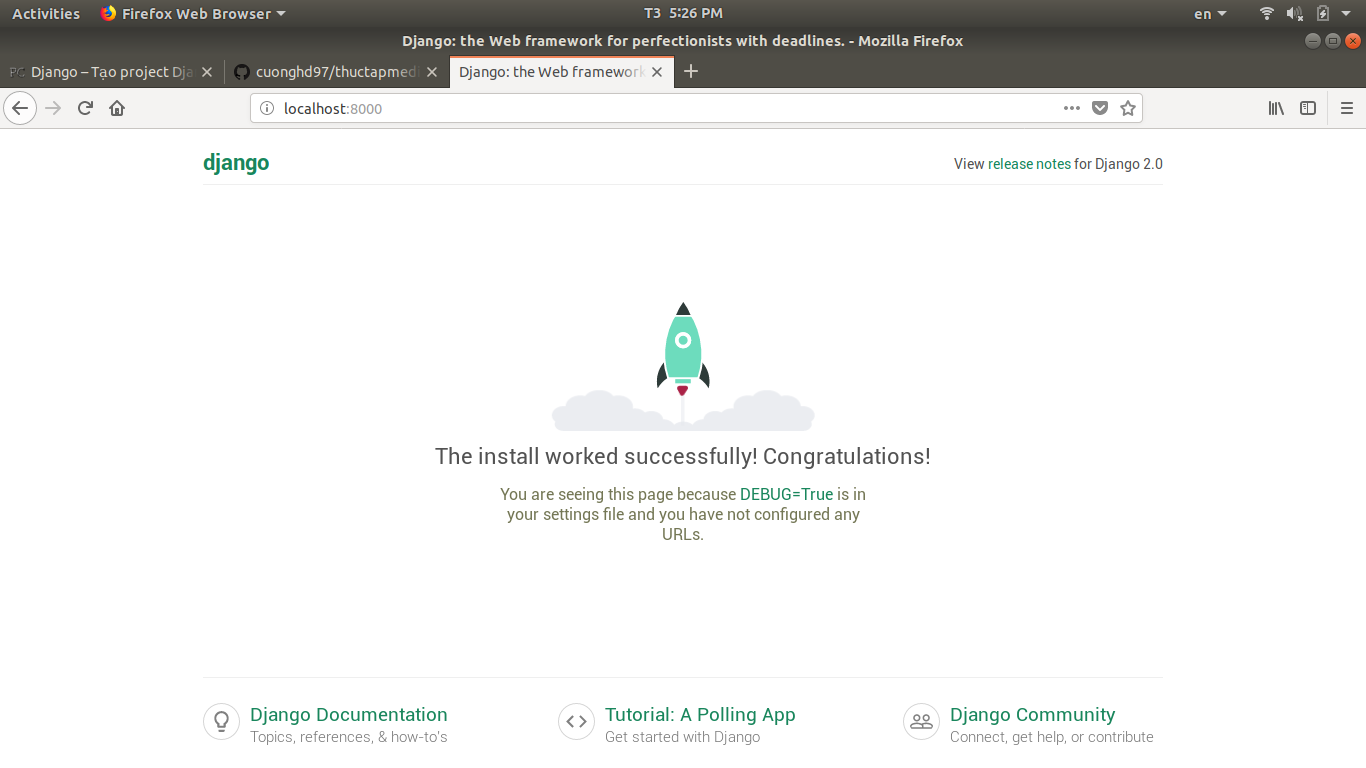 Activities Firefox Web Browser T3 5:26 PM en
Django: the Web framework for perfectionists with deadlines. - Mozilla Firefox
PC Django – Tạo project Dja cuonghd97/thuctapmed Django: the Web framework
localhost:8000
django View release notes for Django 2.0
The install worked successfully! Congratulations!
You are seeing this page because DEBUG=True is in
your settings file and you have not configured any
URLs.
Django Documentation Tutorial: A Polling App Django Community
Topics, references, & how-to's Get started with Django Connect, get help, or contribute